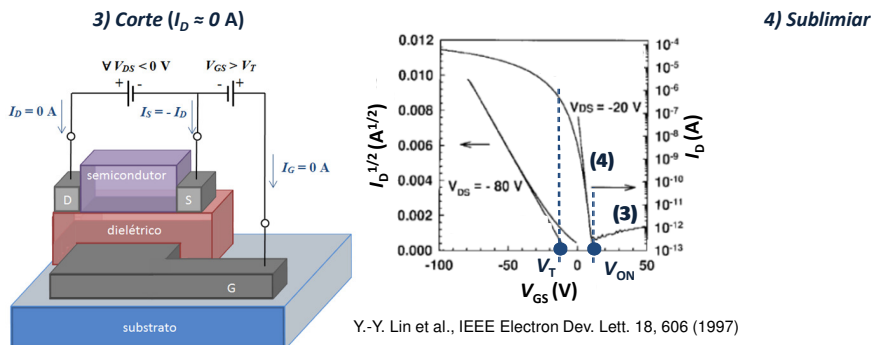 3) Corte (I_D ≈ 0 A)
4) Sublimiar
∀ V_DS < 0 V
V_GS > V_T
+ -
- +
I_D = 0 A
I_S = - I_D
I_G = 0 A
semicondutor
D
S
dielétrico
G
substrato
I_D^1/2 (A^1/2)
0.012
0.010
0.008
0.006
0.004
0.002
0.000
V_DS = -20 V
V_DS = - 80 V
(4)
(3)
10^-4
10^-5
10^-6
10^-7
10^-8
10^-9
10^-10
10^-11
10^-12
10^-13
I_D (A)
-100
-50
0
50
V_T
V_ON
V_GS (V)
Y.-Y. Lin et al., IEEE Electron Dev. Lett. 18, 606 (1997)